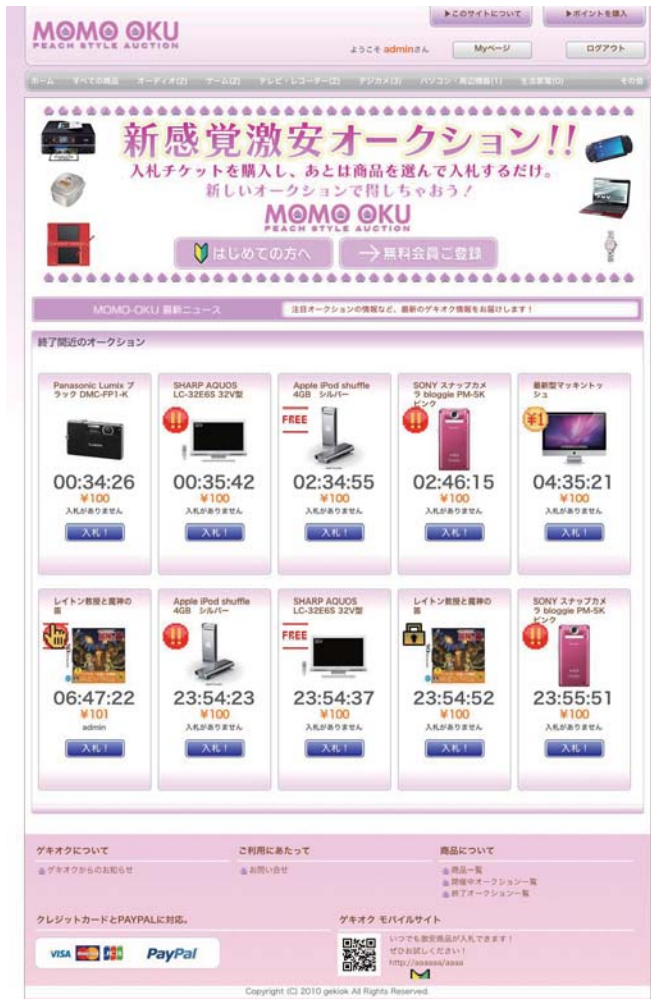 MOMO OKU
PEACH STYLE AUCTION
▶このサイトについて
▶ポイントを購入
ようこそ adminさん
Myページ
ログアウト
ホーム すべての商品 オーディオ(2) ゲーム(2) テレビ・レコーダー(2) デジカメ(3) パソコン・周辺機器(1) 生活家電(0) その他
新感覚激安オークション!!
入札チケットを購入し、あとは商品を選んで入札するだけ。
新しいオークションで得しちゃおう!
MOMO OKU
PEACH STYLE AUCTION
はじめての方へ
→無料会員ご登録
MOMO-OKU 最新ニュース
注目オークションの情報など、最新のゲキオク情報をお届けします!
終了間近のオークション
Panasonic Lumix ブ
ラック DMC-FP1-K
00:34:26
¥100
入札がありません
入札!
SHARP AQUOS
LC-32E6S 32V型
!!
00:35:42
¥100
入札がありません
入札!
Apple iPod shuffle
4GB シルバー
FREE
02:34:55
¥100
入札がありません
入札!
SONY スナップカメ
ラ bloggie PM-5K
ピンク
!!
02:46:15
¥100
入札がありません
入札!
最新型マッキントッ
シュ
¥1
04:35:21
¥100
入札がありません
入札!
レイトン教授と魔神の
笛
06:47:22
¥101
admin
入札!
Apple iPod shuffle
4GB シルバー
!!
23:54:23
¥100
入札がありません
入札!
SHARP AQUOS
LC-32E6S 32V型
FREE
23:54:37
¥100
入札がありません
入札!
レイトン教授と魔神の
笛
23:54:52
¥100
入札がありません
入札!
SONY スナップカメ
ラ bloggie PM-5K
ピンク
!!
23:55:51
¥100
入札がありません
入札!
ゲキオクについて
ゲキオクからのお知らせ
ご利用にあたって
お問い合せ
商品について
商品一覧
開催中オークション一覧
終了オークション一覧
クレジットカードとPAYPALに対応。
VISA MasterCard JCB PayPal
ゲキオク モバイルサイト
いつでも激安商品が入札できます!
ぜひお試しください!
http://aaaaaa/aaaa
Copyright (C) 2010 gekiok All Rights Reserved.